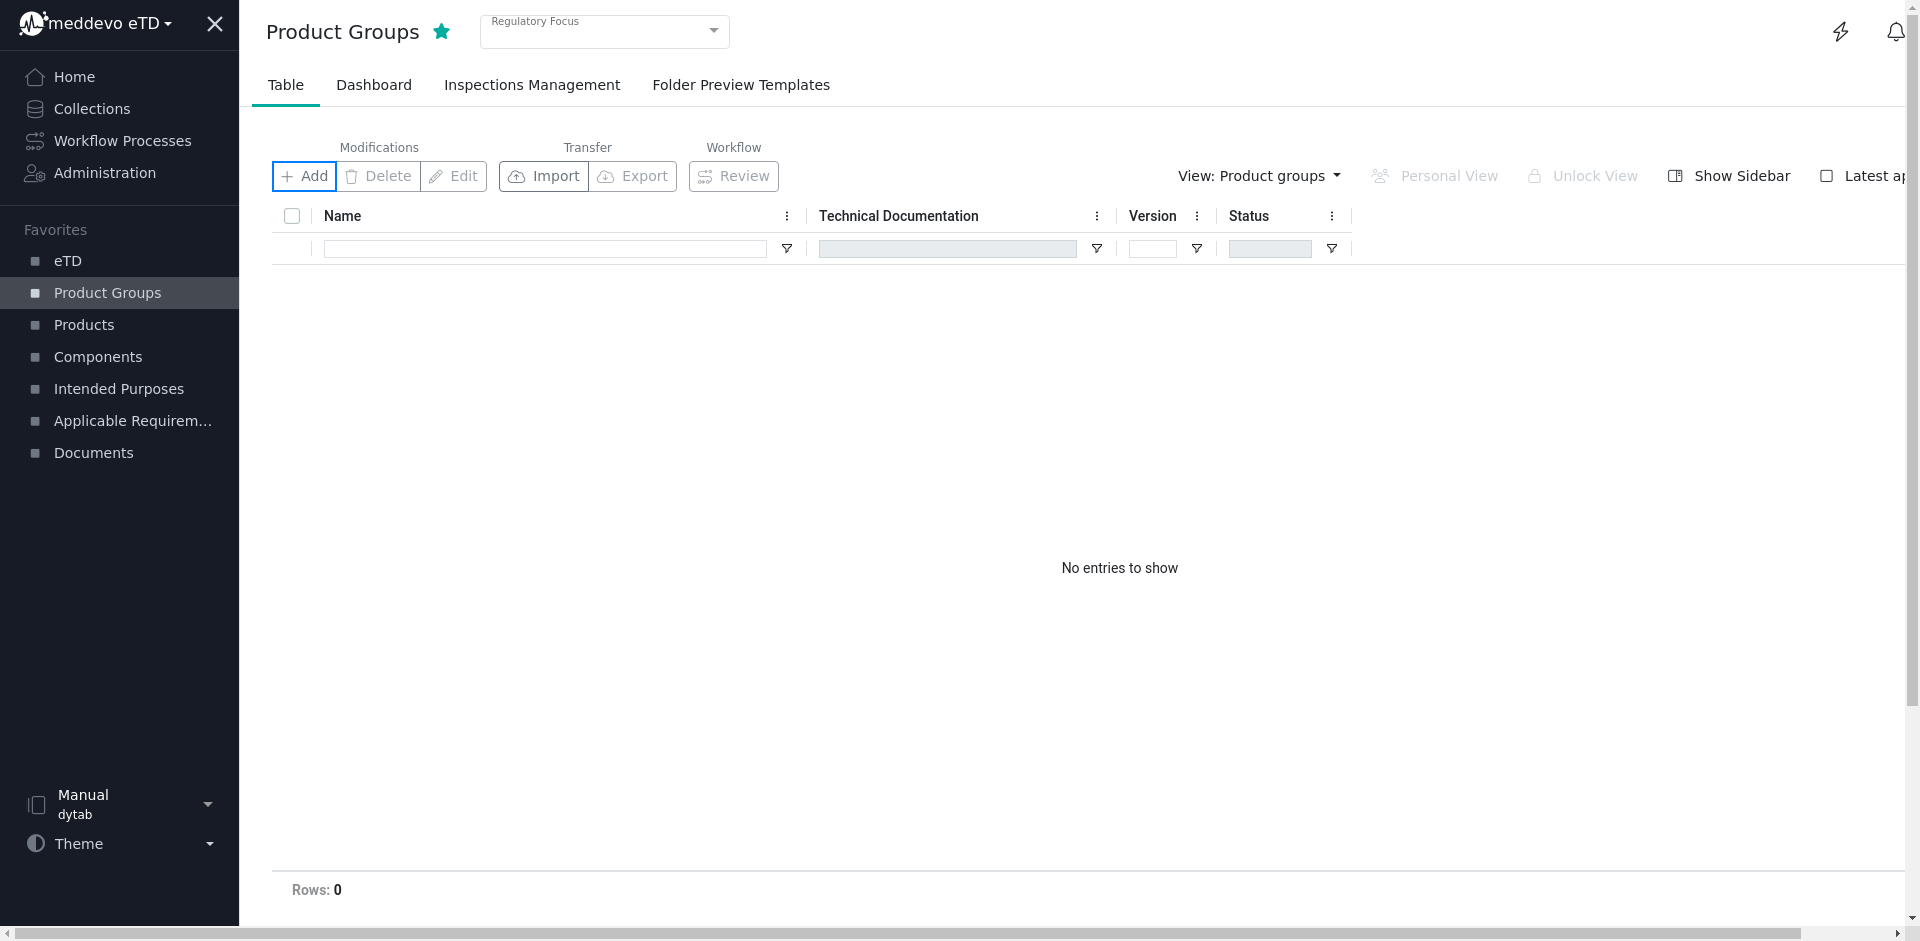 meddevo eTD
Home
Collections
Workflow Processes
Administration
Favorites
eTD
Product Groups
Products
Components
Intended Purposes
Applicable Requirem...
Documents
Manual
dytab
Theme
Product Groups
Regulatory Focus
Table Dashboard Inspections Management Folder Preview Templates
Modifications Transfer Workflow
Add Delete Edit Import Export Review View: Product groups Personal View Unlock View Show Sidebar Latest ap
Name Technical Documentation Version Status
No entries to show
Rows: 0